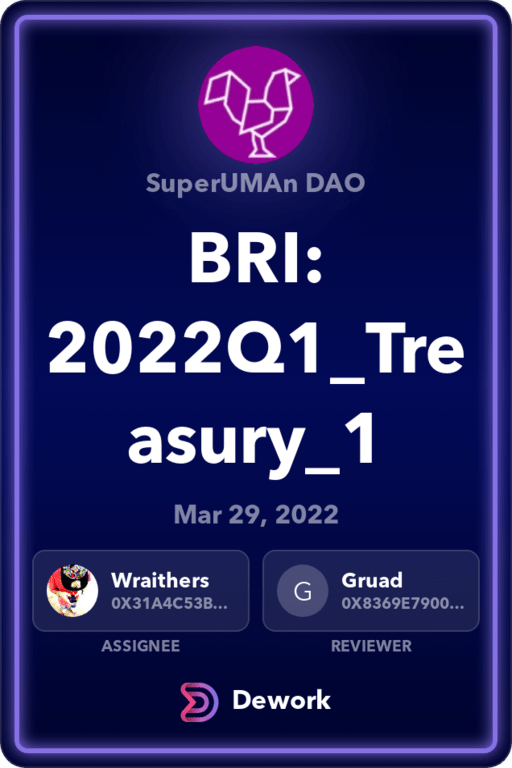 SuperUMAn DAO
BRI:
2022Q1_Tre
asury_1
Mar 29, 2022
Wraithers
0X31A4C53B...
G
Gruad
0X8369E7900...
ASSIGNEE
REVIEWER
Dework